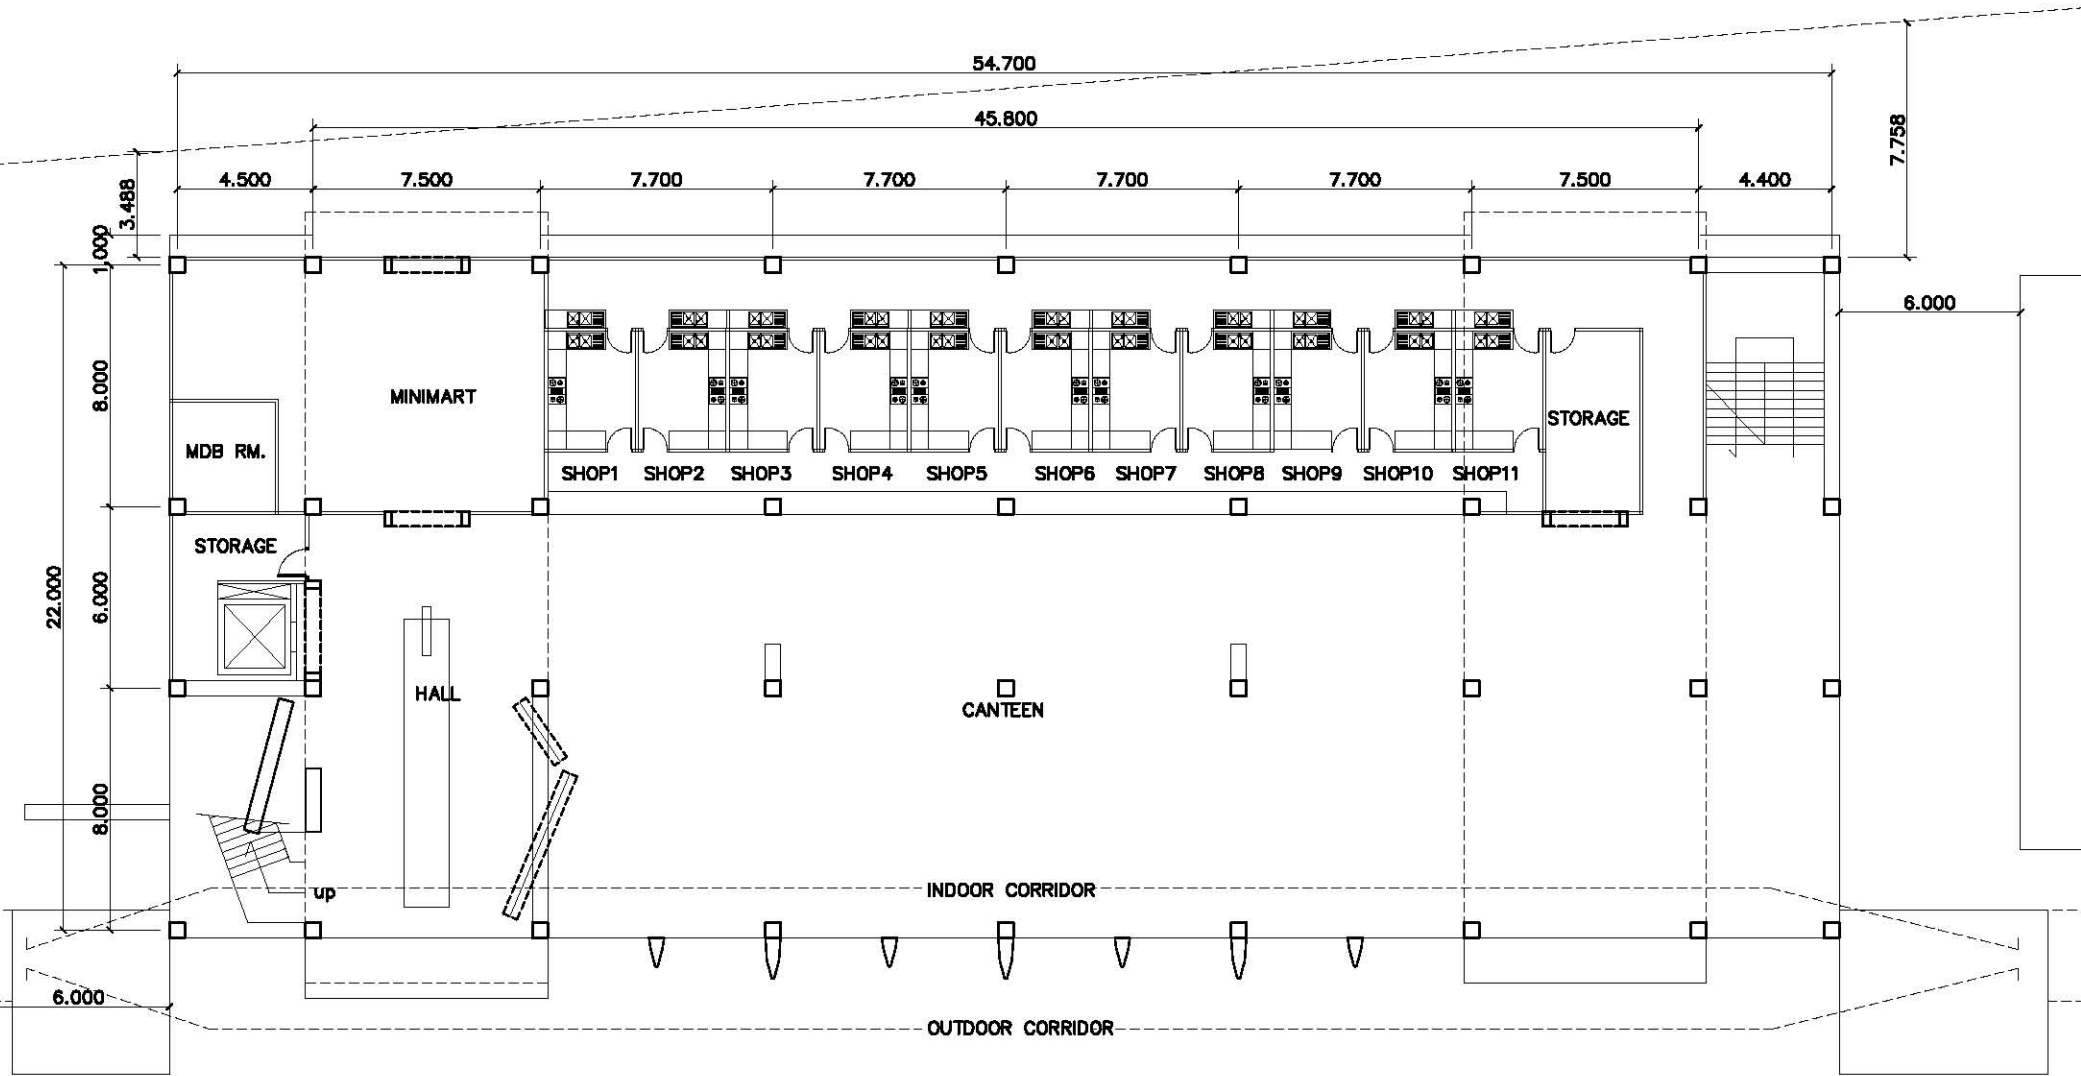 54.700
45.800
7.758
4.500
7.500
7.700
7.700
7.700
7.700
7.500
4.400
3.488
1.000
6.000
8.000
MINIMART
STORAGE
MDB RM.
SHOP1
SHOP2
SHOP3
SHOP4
SHOP5
SHOP6
SHOP7
SHOP8
SHOP9
SHOP10
SHOP11
STORAGE
22.000
6.000
HALL
CANTEEN
8.000
up
INDOOR CORRIDOR
6.000
OUTDOOR CORRIDOR